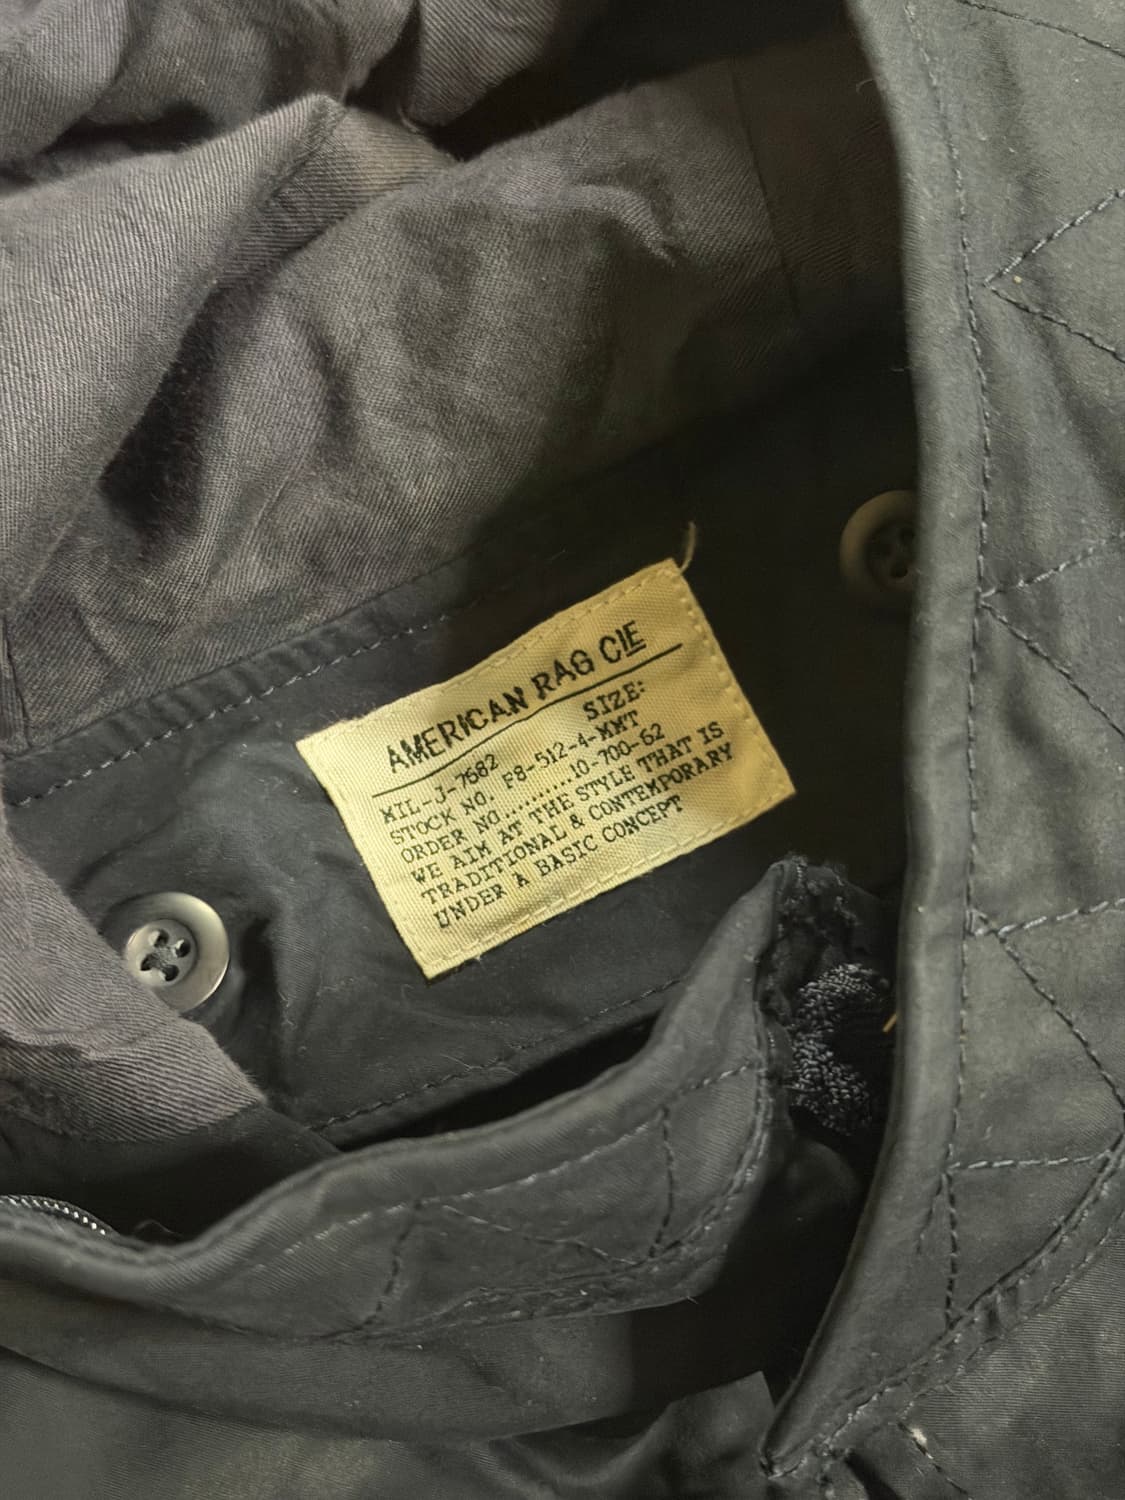 AMERICAN RAG CIE
SIZE:
MIL-J-7682
STOCK NO. F8-512-4-MMT
ORDER NO...........10-700-62
WE AIM AT THE STYLE THAT IS
TRADITIONAL & CONTEMPORARY
UNDER A BASIC CONCEPT